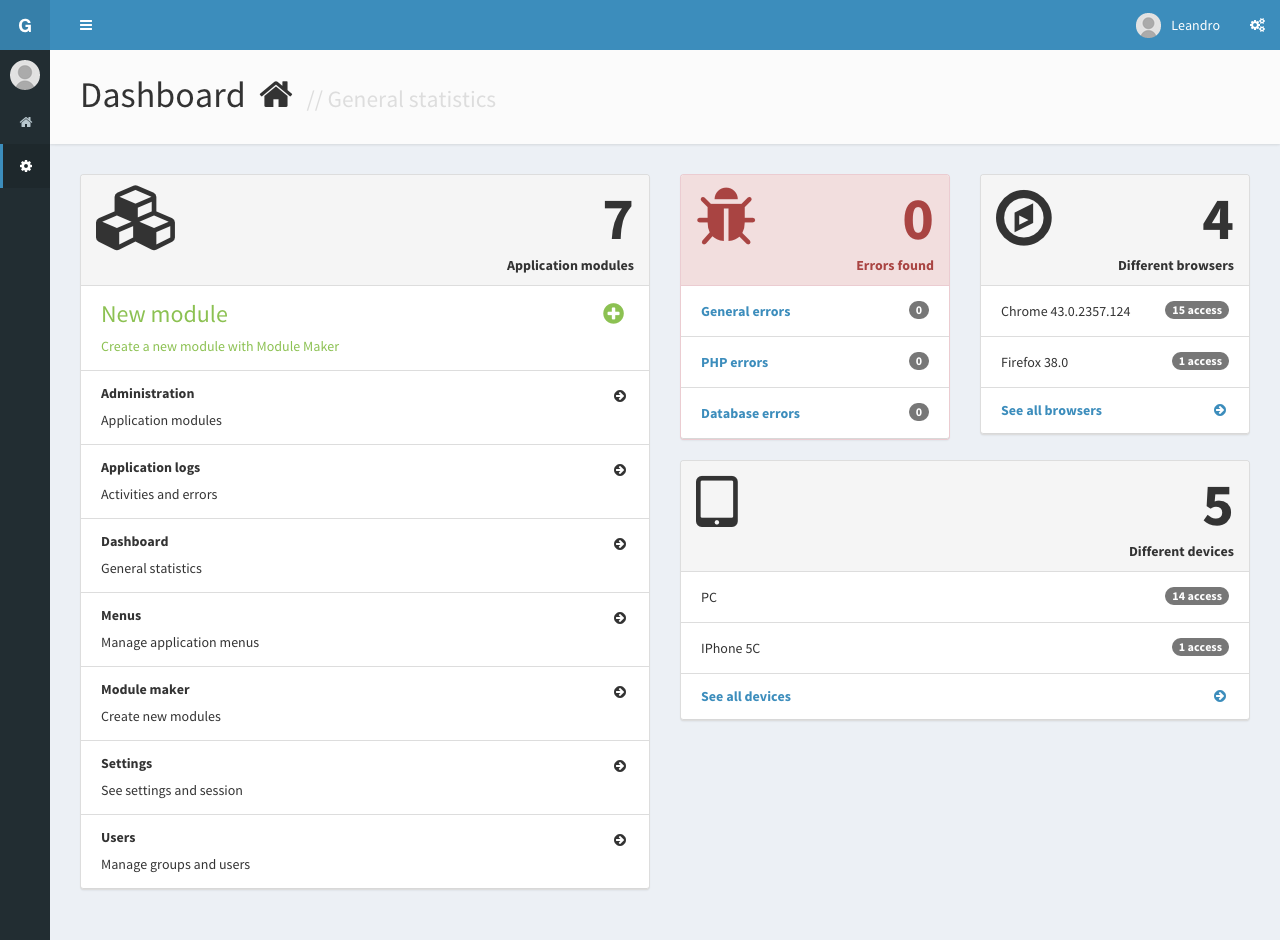 G
Leandro
Dashboard // General statistics
7
Application modules
New module
Create a new module with Module Maker
Administration
Application modules
Application logs
Activities and errors
Dashboard
General statistics
Menus
Manage application menus
Module maker
Create new modules
Settings
See settings and session
Users
Manage groups and users
0
Errors found
General errors 0
PHP errors 0
Database errors 0
4
Different browsers
Chrome 43.0.2357.124 15 access
Firefox 38.0 1 access
See all browsers
5
Different devices
PC 14 access
IPhone 5C 1 access
See all devices